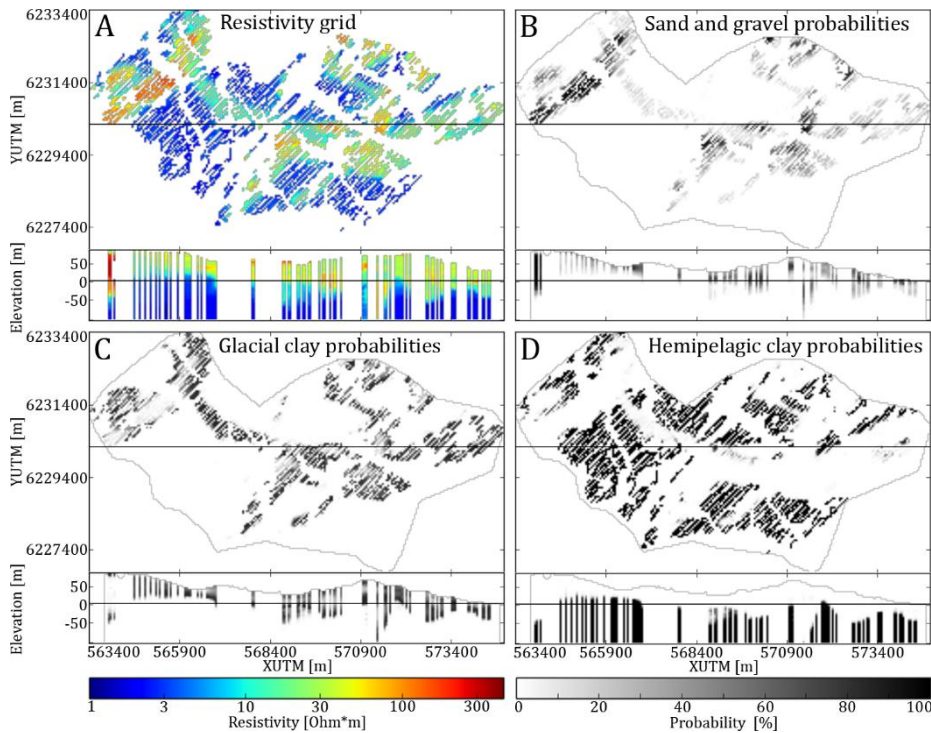 A Resistivity grid
B Sand and gravel probabilities
6233400
6231400
6229400
6227400
YUTM [m]
50
0
-50
Elevation [m]
C Glacial clay probabilities
D Hemipelagic clay probabilities
6233400
6231400
6229400
6227400
YUTM [m]
50
0
-50
Elevation [m]
563400 565900 568400 570900 573400 563400 565900 568400 570900 573400
XUTM [m] XUTM [m]
1 3 10 30 100 300
Resistivity [Ohm*m]
0 20 40 60 80 100
Probability [%]